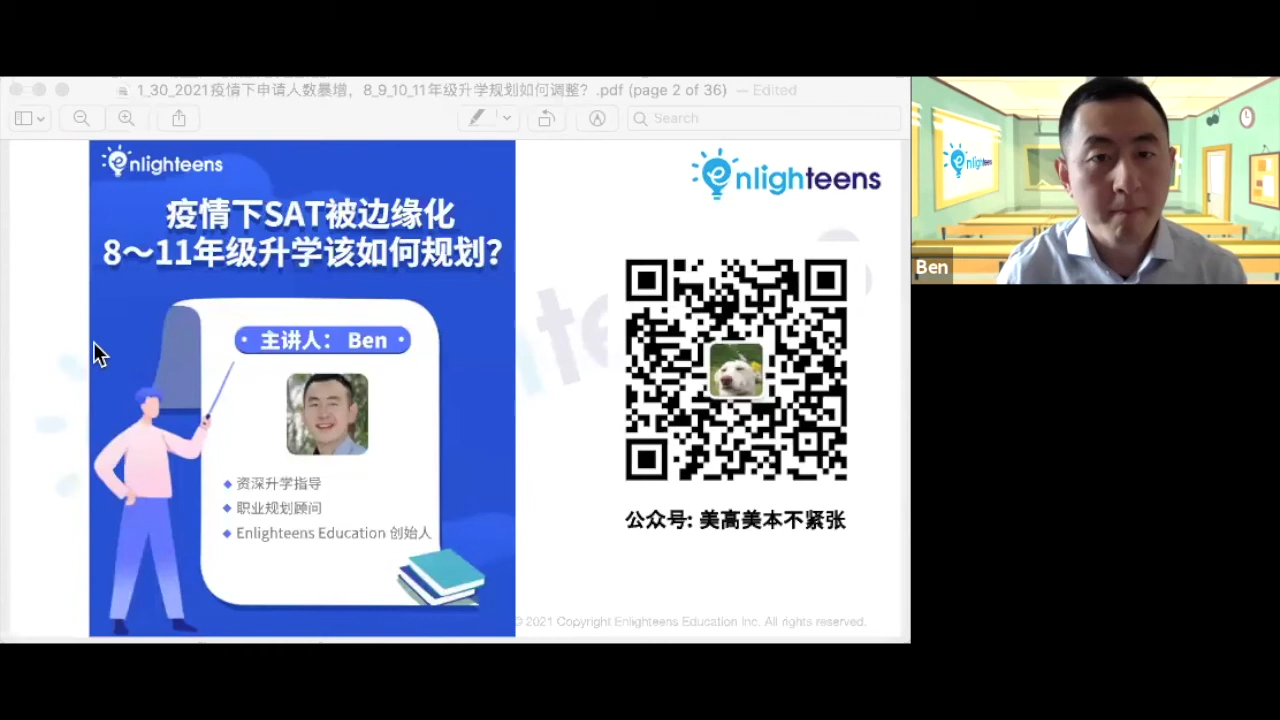 1_30_2021疫情下申请人数暴增，8_9_10_11年级升学规划如何调整？.pdf (page 2 of 36) — Edited
Search
enlighteens
疫情下SAT被边缘化
8～11年级升学该如何规划？
主讲人： Ben
资深升学指导
职业规划顾问
Enlighteens Education 创始人
enlighteens
公众号: 美高美本不紧张
© 2021 Copyright Enlighteens Education Inc. All rights reserved.
enlighteens
Ben